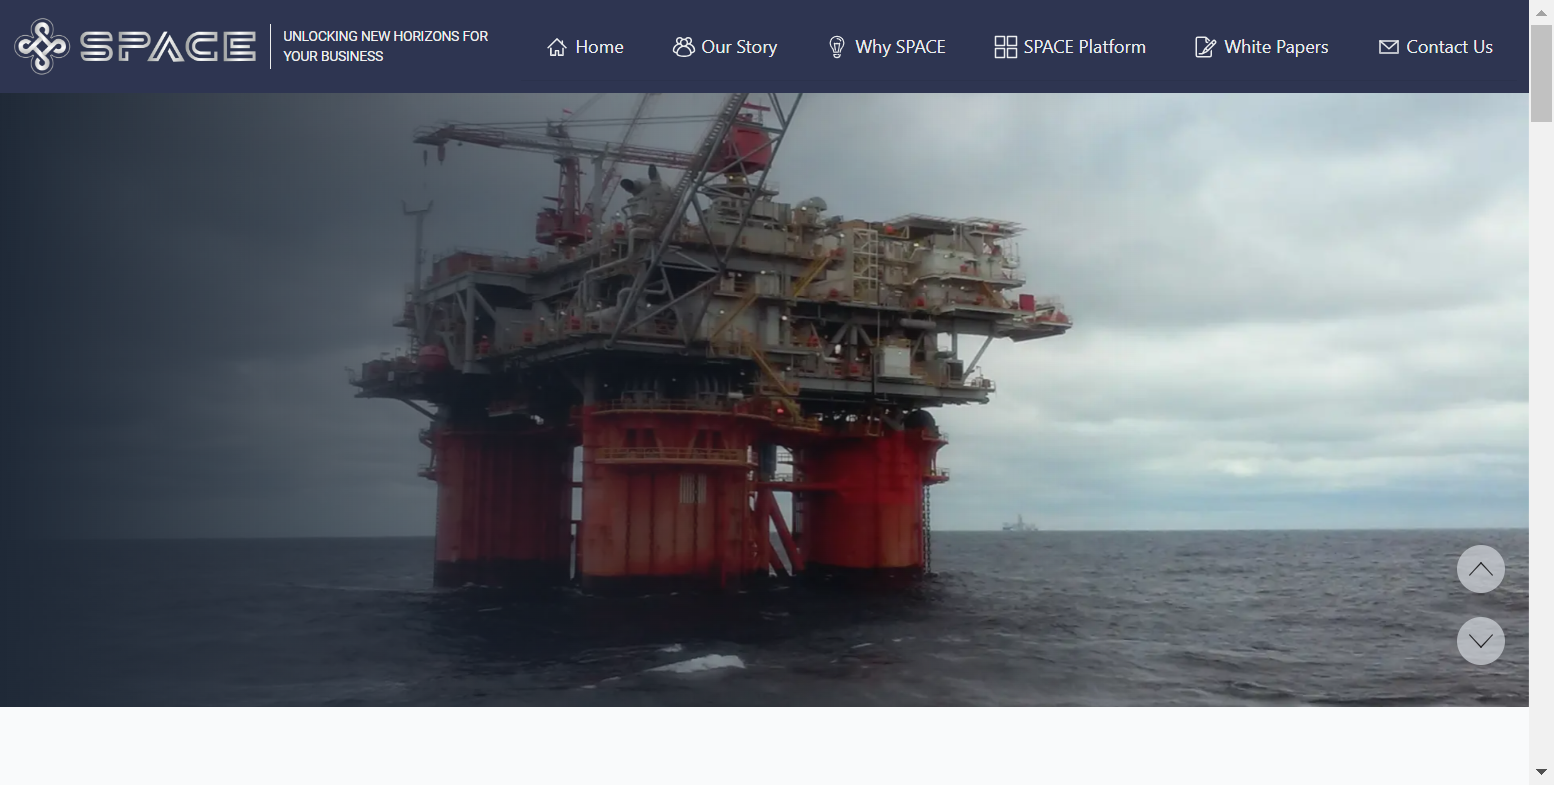 SPACE
UNLOCKING NEW HORIZONS FOR
YOUR BUSINESS
Home
Our Story
Why SPACE
SPACE Platform
White Papers
Contact Us